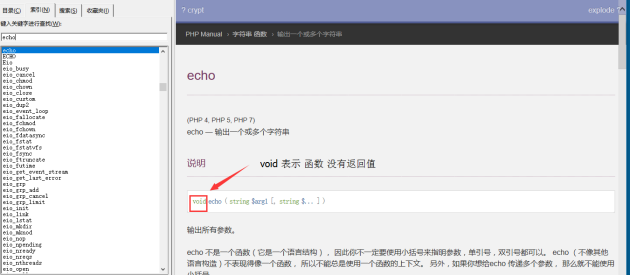 目录(C) 索引(N) 搜索(S) 收藏夹(I)
键入关键字进行查找(W):
echo
echo
ECHO
Eio
eio_busy
eio_cancel
eio_chmod
eio_chown
eio_close
eio_custom
eio_dup2
eio_event_loop
eio_fallocate
eio_fchmod
eio_fchown
eio_fdatasync
eio_fstat
eio_fstatvfs
eio_fsync
eio_ftruncate
eio_futime
eio_get_event_stream
eio_get_last_error
eio_grp
eio_grp_add
eio_grp_cancel
eio_grp_limit
eio_init
eio_link
eio_lstat
eio_mkdir
eio_mknod
eio_nop
eio_npending
eio_nready
eio_nreqs
eio_nthreads
eio_open
? crypt
explode
PHP Manual › 字符串 函数 › 输出一个或多个字符串
echo
(PHP 4, PHP 5, PHP 7)
echo — 输出一个或多个字符串
说明
void 表示 函数 没有返回值
void echo ( string $arg1 [, string $... ] )
输出所有参数。
echo 不是一个函数（它是一个语言结构）， 因此你不一定要使用小括号来指明参数，单引号，双引号都可以。 echo （不像其他
语言构造）不表现得像一个函数， 所以不能总是使用一个函数的上下文。 另外，如果你想给echo 传递多个参数， 那么就不能使用
小括号